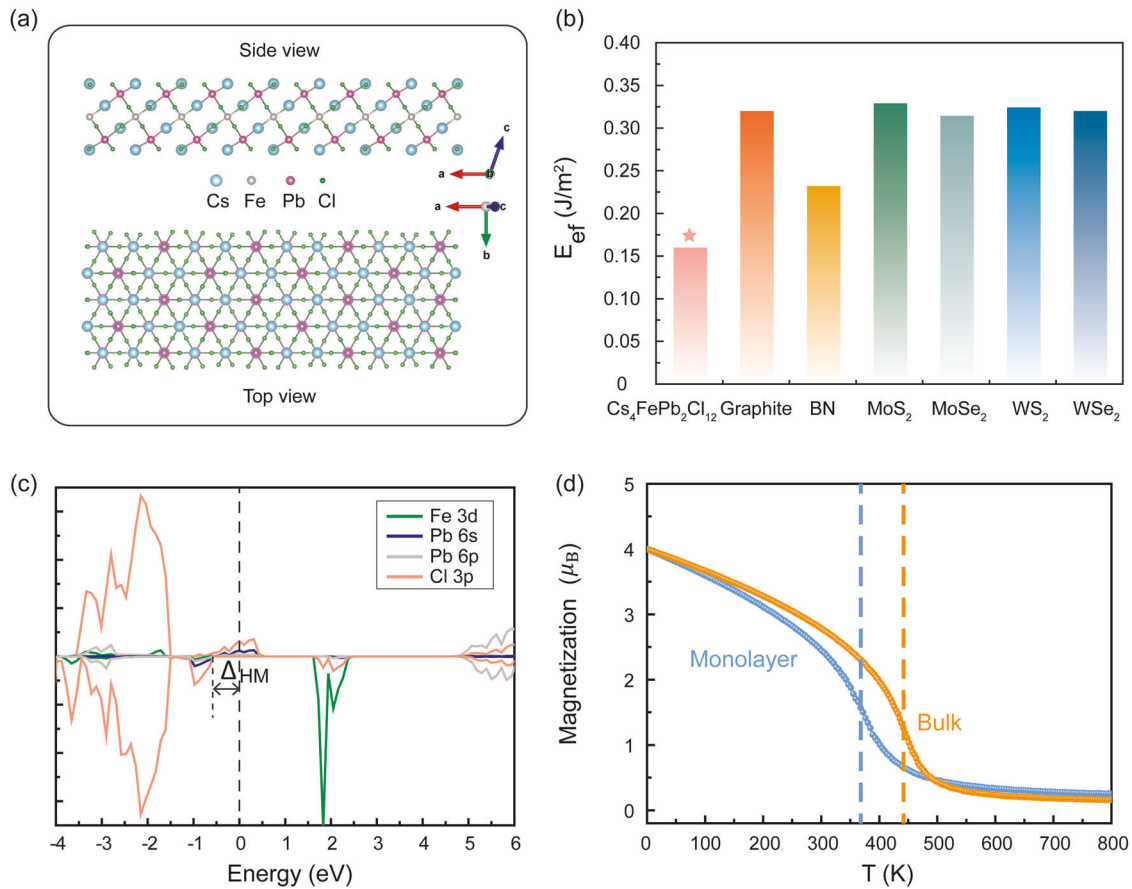 (a)
Side view
c
a
b
Cs Fe Pb Cl
a
c
b
Top view
(b)
E_ef (J/m²)
0.40
0.35
0.30
0.25
0.20
0.15
0.10
0.05
0
Cs₄FePb₂Cl₁₂ Graphite BN MoS₂ MoSe₂ WS₂ WSe₂
(c)
Fe 3d
Pb 6s
Pb 6p
Cl 3p
Δ_HM
-4 -3 -2 -1 0 1 2 3 4 5 6
Energy (eV)
(d)
Magnetization (μ_B)
5
4
3
2
1
0
Monolayer
Bulk
0 100 200 300 400 500 600 700 800
T (K)